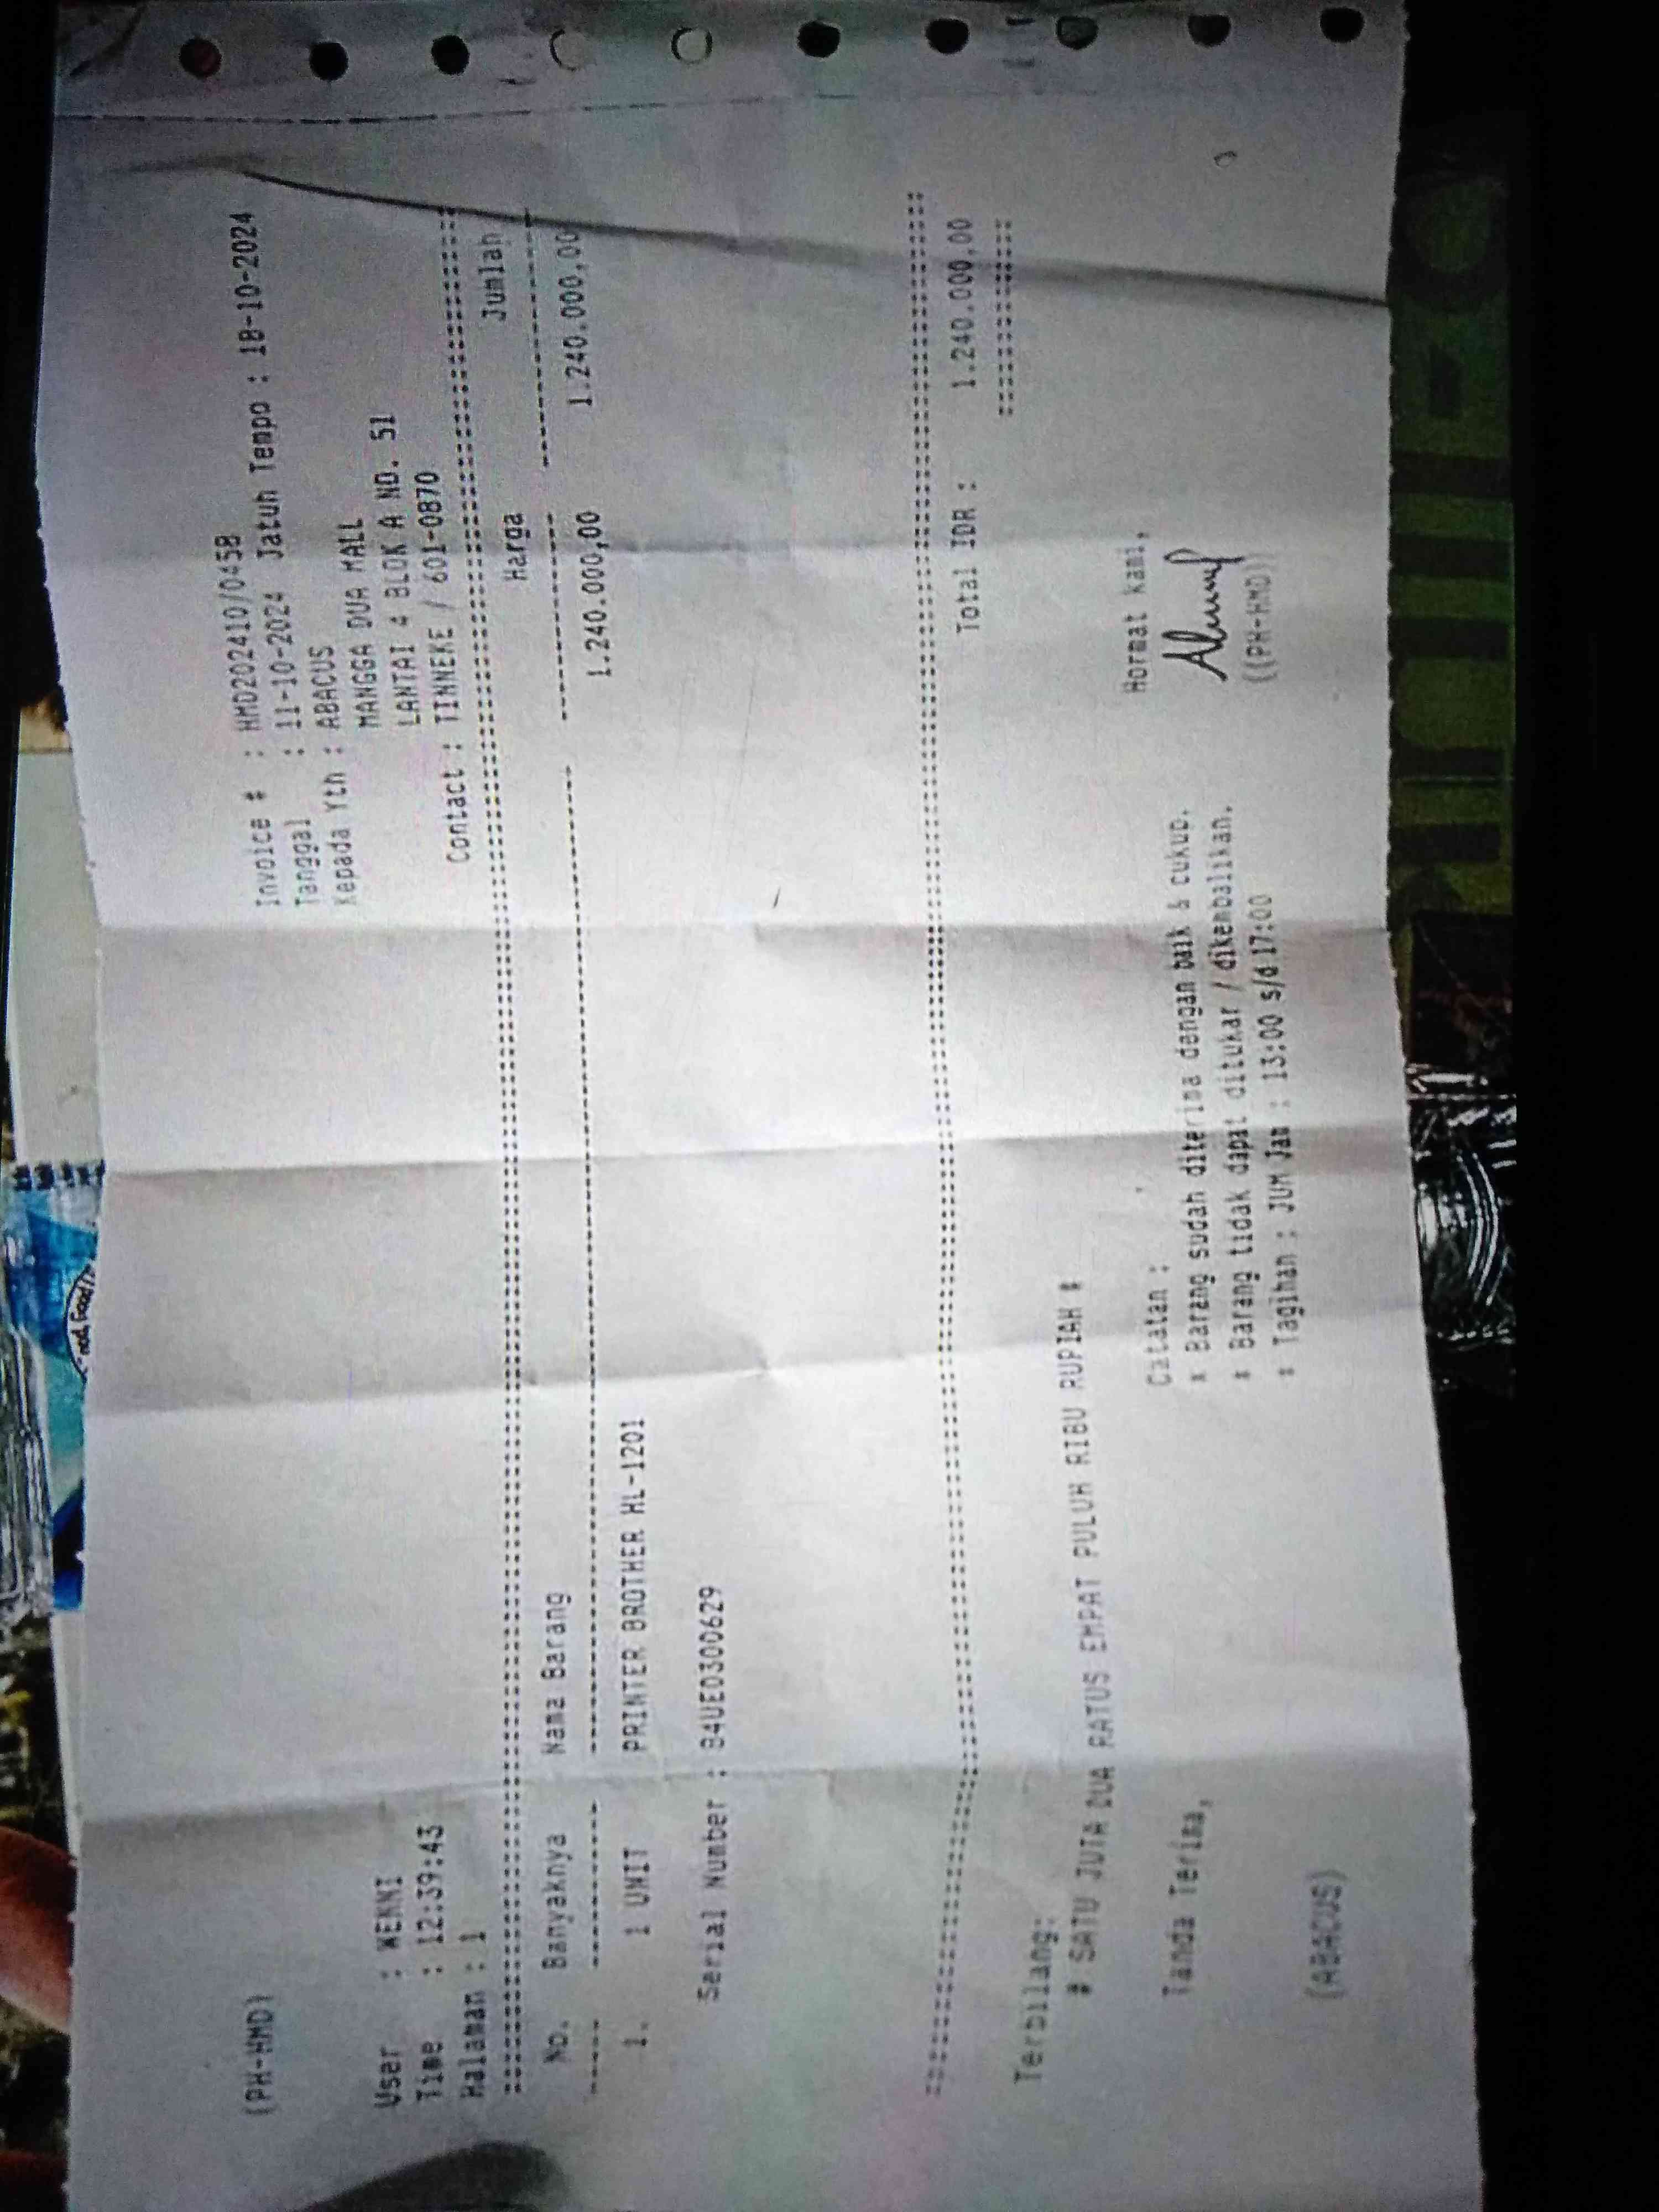 (PH-HMD)
Invoice # : HMD202410/0458
Tanggal : 11-10-2024 Jatuh Tempo : 18-10-2024
Kepada Yth : ABACUS
MANGGA DUA MALL
LANTAI 4 BLOK A NO. 51
User : WENNI
Time : 12:39:43
Halaman : 1
Contact : TINNEKE / 601-0870
No. Banyaknya Nama Barang Harga Jumlah
1. 1 UNIT PRINTER BROTHER HL-1201 1.240.000,00 1.240.000,00
Serial Number : B4UE0300629
Total IDR : 1.240.000,00
Terbilang:
# SATU JUTA DUA RATUS EMPAT PULUH RIBU RUPIAH #
Tanda Terima,
Catatan :
* Barang sudah diterima dengan baik & cukup.
* Barang tidak dapat ditukar / dikembalikan.
* Tagihan : JUM Jam : 13:00 s/d 17:00
Hormat kami,
(ABACUS)
((PH-HMD))